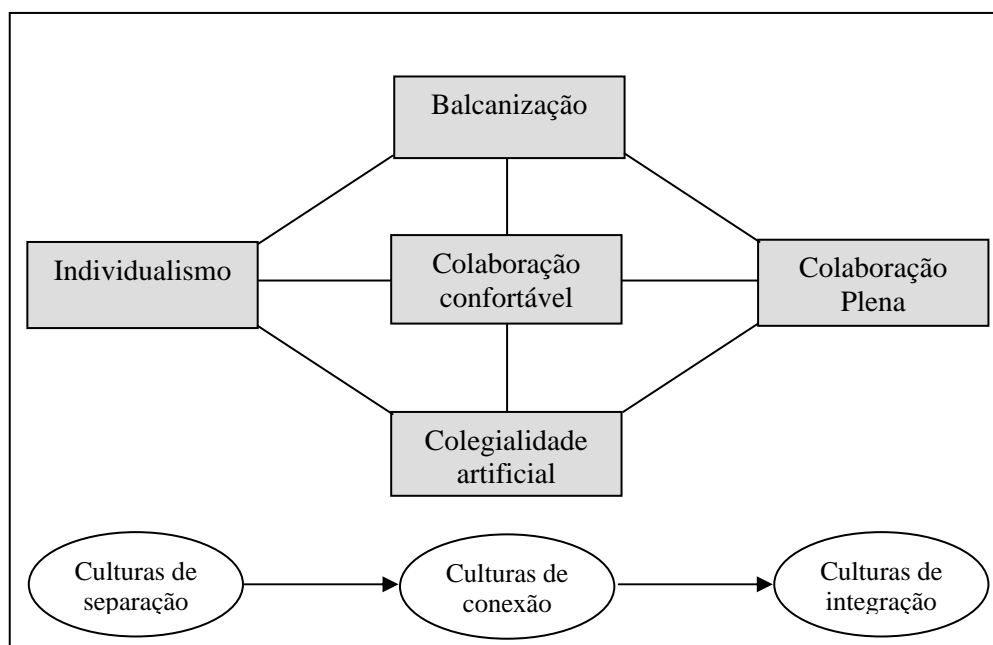 Balcanização
Individualismo
Colaboração
confortável
Colaboração
Plena
Colegialidade
artificial
Culturas de
separação
Culturas de
conexão
Culturas de
integração